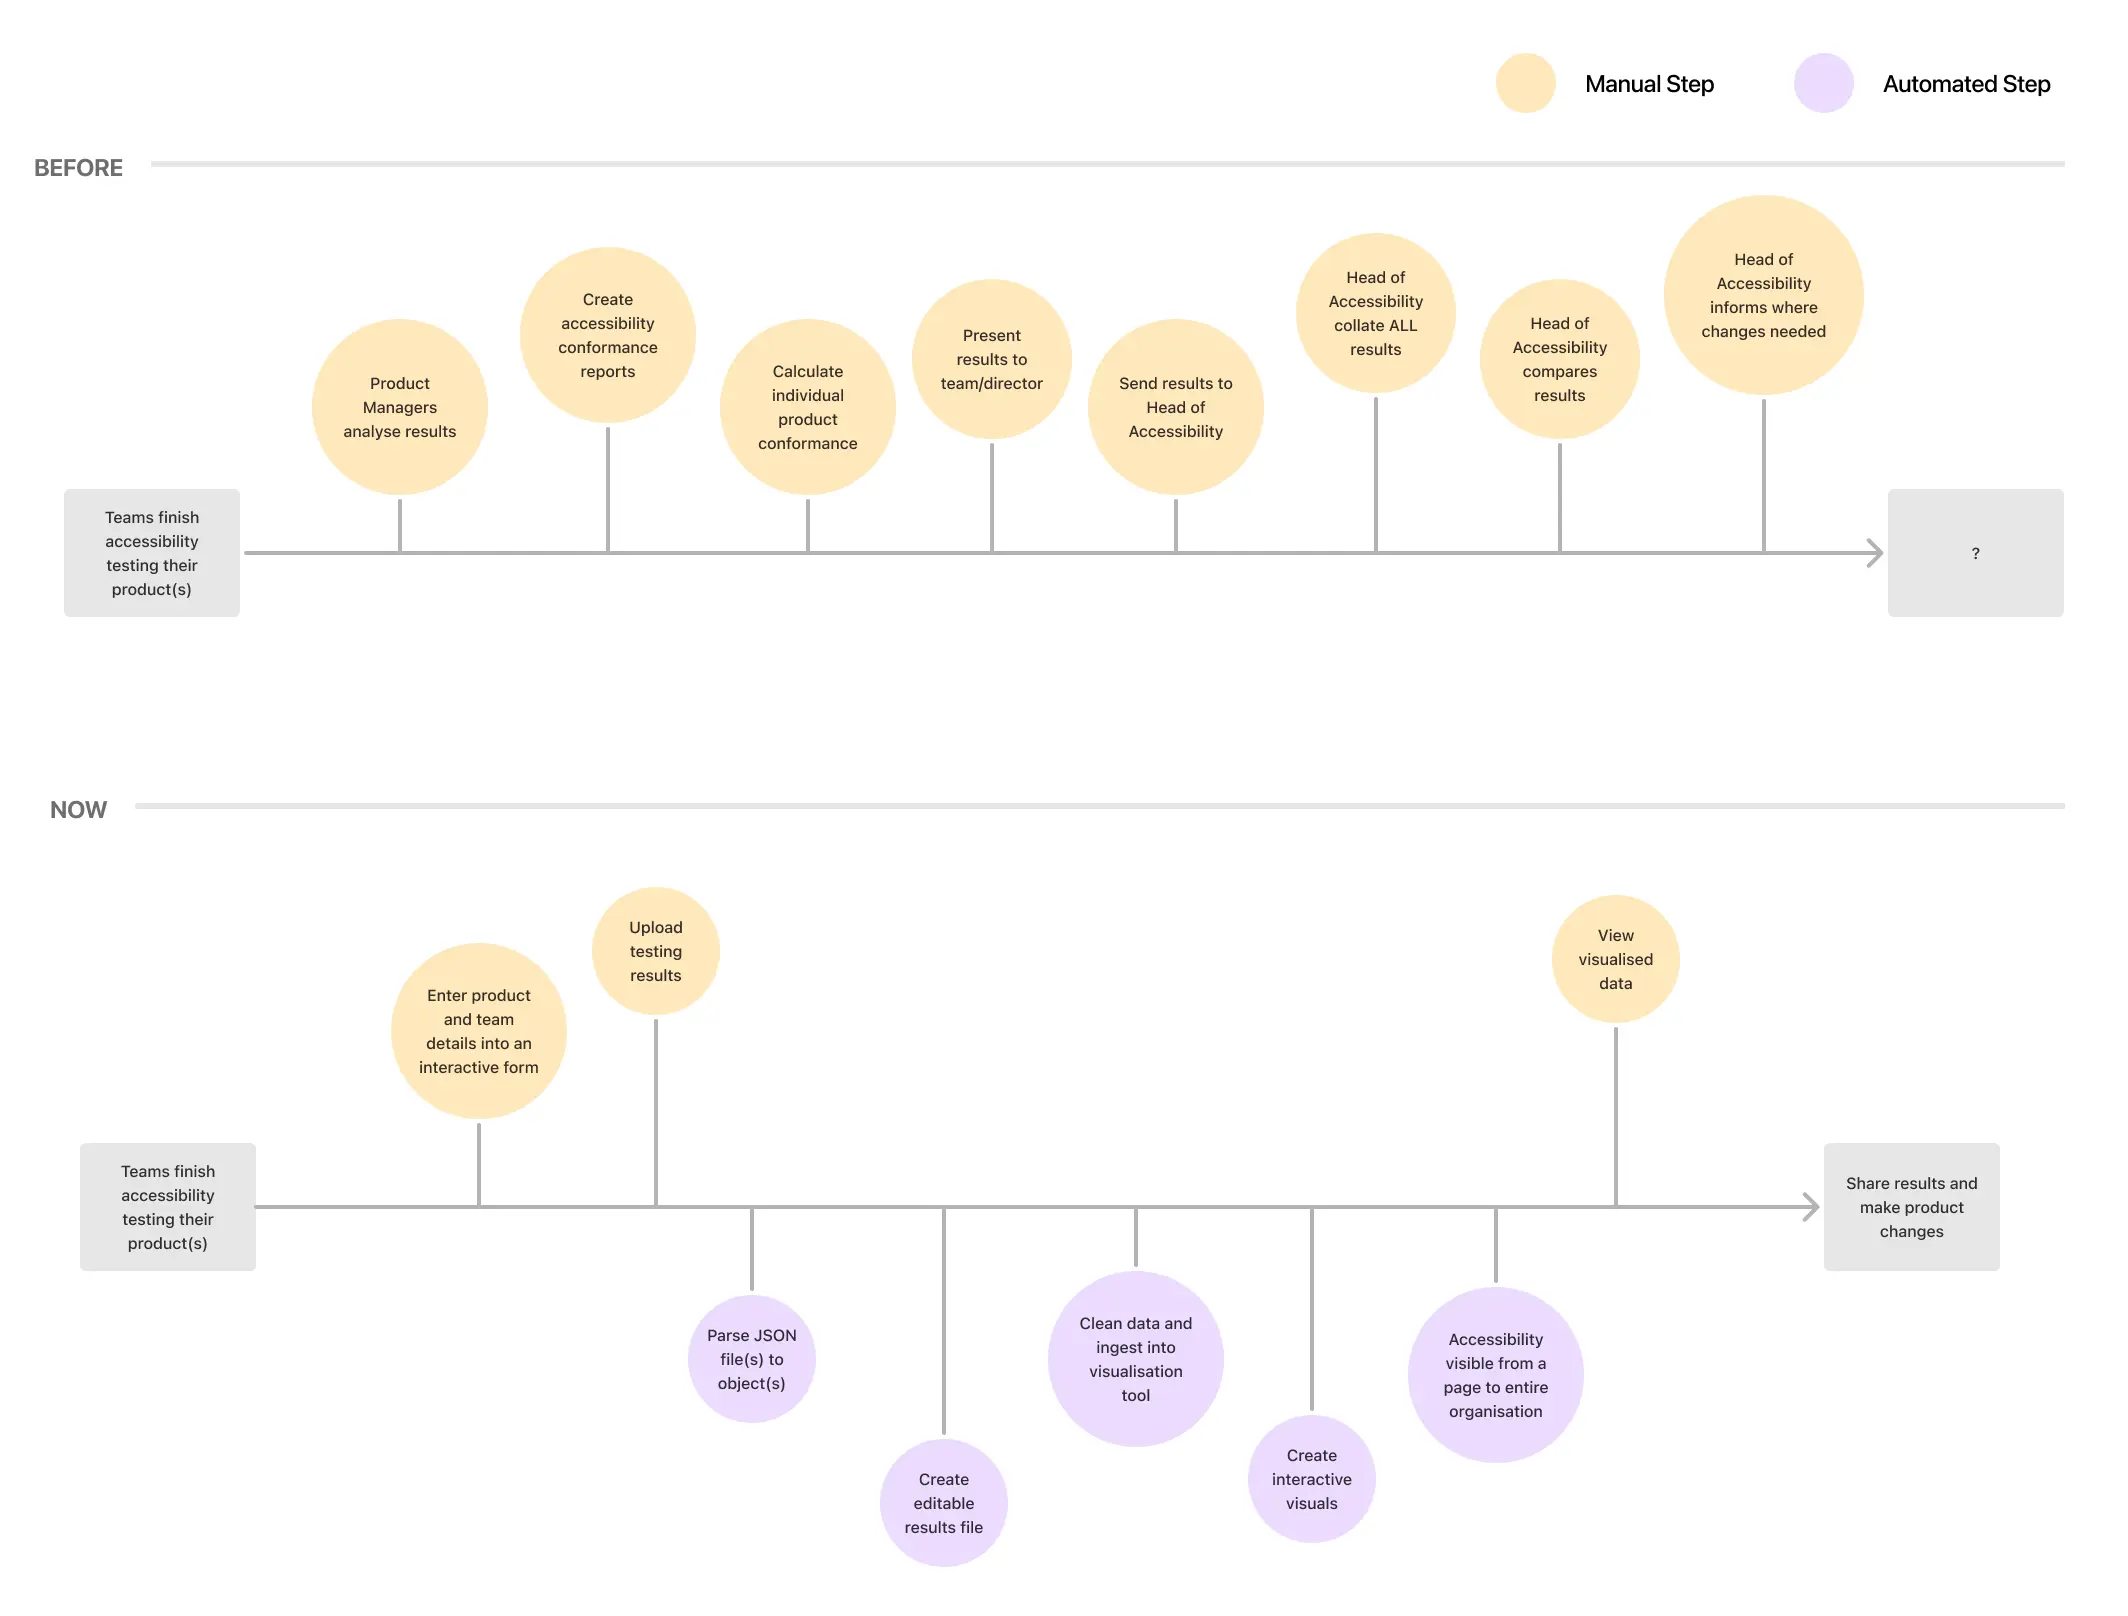 Manual Step
Automated Step
BEFORE
Teams finish
accessibility
testing their
product(s)
Product
Managers
analyse results
Create
accessibility
conformance
reports
Calculate
individual
product
conformance
Present
results to
team/director
Send results to
Head of
Accessibility
Head of
Accessibility
collate ALL
results
Head of
Accessibility
compares
results
Head of
Accessibility
informs where
changes needed
?
NOW
Teams finish
accessibility
testing their
product(s)
Enter product
and team
details into an
interactive form
Upload
testing
results
Parse JSON
file(s) to
object(s)
Create
editable
results file
Clean data and
ingest into
visualisation
tool
Create
interactive
visuals
Accessibility
visible from a
page to entire
organisation
View
visualised
data
Share results and
make product
changes